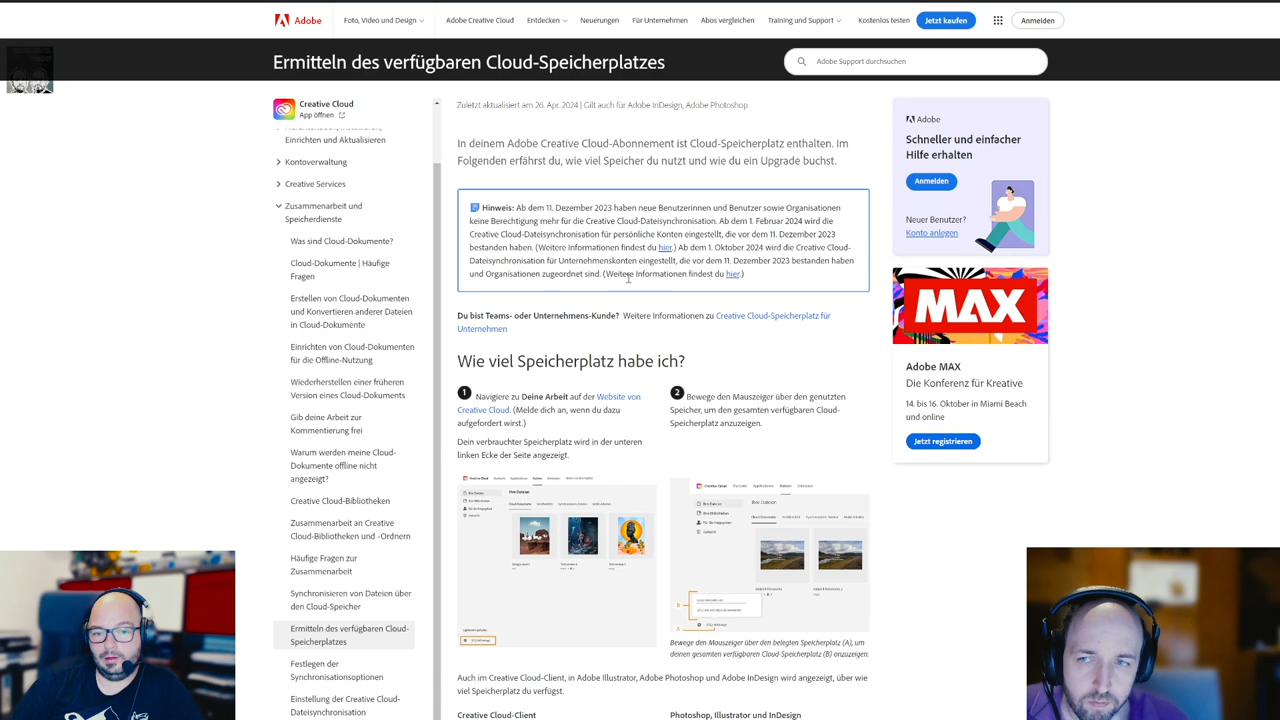 Adobe
Foto, Video und Design
Adobe Creative Cloud
Entdecken
Neuerungen
Für Unternehmen
Abos vergleichen
Training und Support
Kostenlos testen
Jetzt kaufen
Anmelden
Ermitteln des verfügbaren Cloud-Speicherplatzes
Adobe Support durchsuchen
Creative Cloud
App öffnen
Einrichten und Aktualisieren
Kontoverwaltung
Creative Services
Zusammenarbeit und
Speicherdienste
Was sind Cloud-Dokumente?
Cloud-Dokumente | Häufige
Fragen
Erstellen von Cloud-Dokumenten
und Konvertieren anderer Dateien
in Cloud-Dokumente
Einrichten von Cloud-Dokumenten
für die Offline-Nutzung
Wiederherstellen einer früheren
Version eines Cloud-Dokuments
Gib deine Arbeit zur
Kommentierung frei
Warum werden meine Cloud-
Dokumente offline nicht
angezeigt?
Creative Cloud-Bibliotheken
Zusammenarbeit an Creative
Cloud-Bibliotheken und -Ordnern
Häufige Fragen zur
Zusammenarbeit
Synchronisieren von Dateien über
den Cloud-Speicher
Ermitteln des verfügbaren Cloud-
Speicherplatzes
Festlegen der
Synchronisationsoptionen
Einstellung der Creative Cloud-
Dateisynchronisation
Zuletzt aktualisiert am 26. Apr. 2024 | Gilt auch für Adobe InDesign, Adobe Photoshop
In deinem Adobe Creative Cloud-Abonnement ist Cloud-Speicherplatz enthalten. Im
Folgenden erfährst du, wie viel Speicher du nutzt und wie du ein Upgrade buchst.
Hinweis: Ab dem 11. Dezember 2023 haben neue Benutzerinnen und Benutzer sowie Organisationen
keine Berechtigung mehr für die Creative Cloud-Dateisynchronisation. Ab dem 1. Februar 2024 wird die
Creative Cloud-Dateisynchronisation für persönliche Konten eingestellt, die vor dem 11. Dezember 2023
bestanden haben. (Weitere Informationen findest du hier.) Ab dem 1. Oktober 2024 wird die Creative Cloud-
Dateisynchronisation für Unternehmenskonten eingestellt, die vor dem 11. Dezember 2023 bestanden haben
und Organisationen zugeordnet sind. (Weitere Informationen findest du hier.)
Du bist Teams- oder Unternehmens-Kunde? Weitere Informationen zu Creative Cloud-Speicherplatz für
Unternehmen
Wie viel Speicherplatz habe ich?
1 Navigiere zu Deine Arbeit auf der Website von
Creative Cloud. (Melde dich an, wenn du dazu
aufgefordert wirst.)
Dein verbrauchter Speicherplatz wird in der unteren
linken Ecke der Seite angezeigt.
2 Bewege den Mauszeiger über den genutzten
Speicher, um den gesamten verfügbaren Cloud-
Speicherplatz anzuzeigen.
Creative Cloud
Ihre Dateien
Creative Cloud
Ihre Dateien
B
A
Bewege den Mauszeiger über den belegten Speicherplatz (A), um
deinen gesamten verfügbaren Cloud-Speicherplatz (B) anzuzeigen.
Auch im Creative Cloud-Client, in Adobe Illustrator, Adobe Photoshop und Adobe InDesign wird angezeigt, über wie
viel Speicherplatz du verfügst.
Creative Cloud-Client
Photoshop, Illustrator und InDesign
Adobe
Schneller und einfacher
Hilfe erhalten
Anmelden
Neuer Benutzer?
Konto anlegen
MAX
Adobe MAX
Die Konferenz für Kreative
14. bis 16. Oktober in Miami Beach
und online
Jetzt registrieren